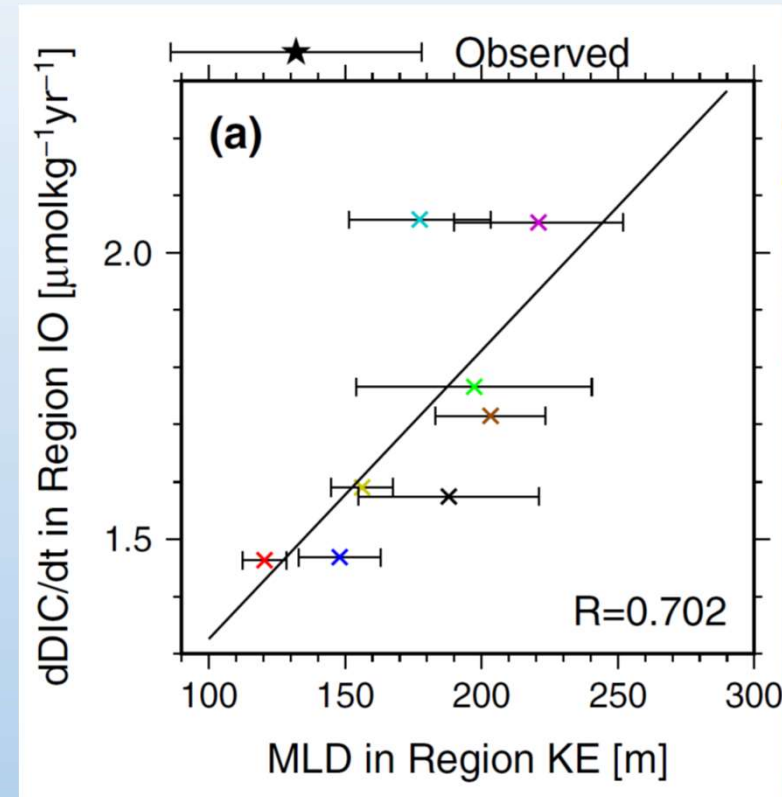 Observed
(a)
dDIC/dt in Region IO [μmolkg⁻¹yr⁻¹]
2.0
1.5
R=0.702
100 150 200 250 300
MLD in Region KE [m]